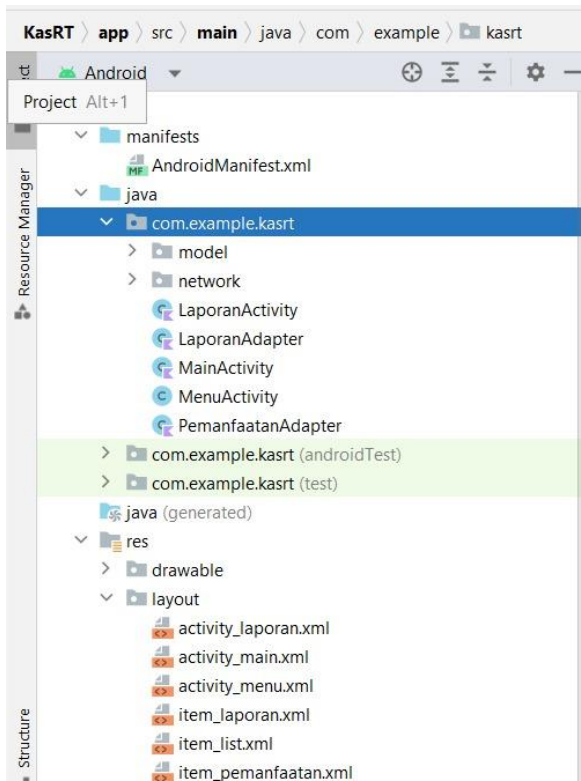 KasRT > app > src > main > java > com > example > kasrt
Android
Project Alt+1
manifests
MF AndroidManifest.xml
java
com.example.kasrt
model
network
LaporanActivity
LaporanAdapter
MainActivity
C MenuActivity
PemanfaatanAdapter
com.example.kasrt (androidTest)
com.example.kasrt (test)
java (generated)
res
drawable
layout
activity_laporan.xml
activity_main.xml
activity_menu.xml
item_laporan.xml
item_list.xml
item_pemanfaatan.xml
Resource Manager
Structure